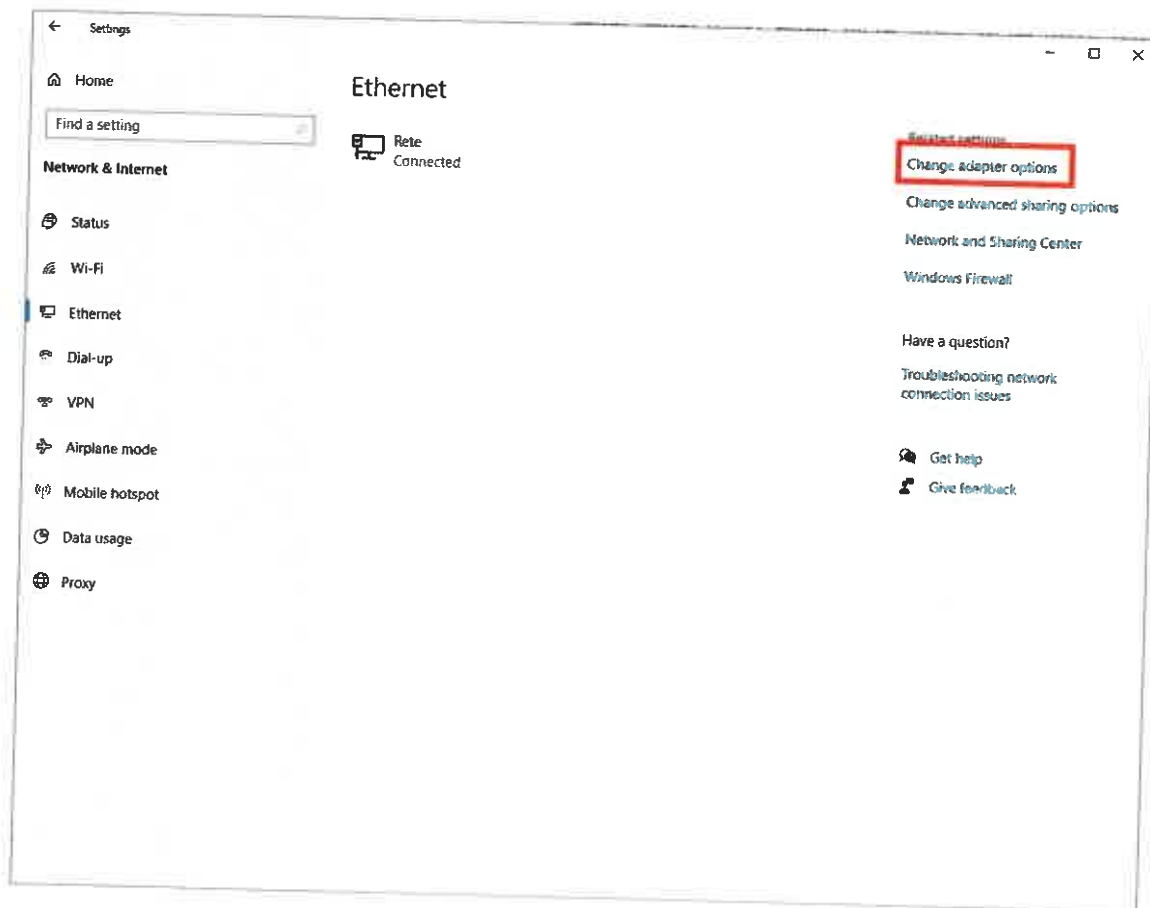 Settings
Home
Find a setting
Network & Internet
Status
Wi-Fi
Ethernet
Dial-up
VPN
Airplane mode
Mobile hotspot
Data usage
Proxy
Ethernet
Rete
Connected
Related settings
Change adapter options
Change advanced sharing options
Network and Sharing Center
Windows Firewall
Have a question?
Troubleshooting network
connection issues
Get help
Give feedback